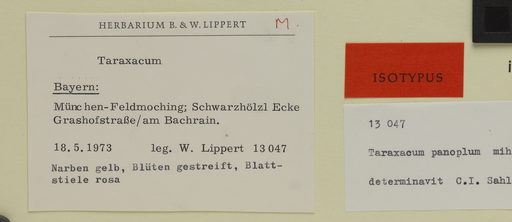 HERBARIUM B. & W. LIPPERT M.
Taraxacum
Bayern:
München-Feldmoching; Schwarzhölzl Ecke
Grashofstraße/am Bachrain.
18.5.1973 leg. W. Lippert 13047
Narben gelb, Blüten gestreift, Blatt-
stiele rosa
ISOTYPUS
13 047
Taraxacum panoplum mih
determinavit C.I. Sahl